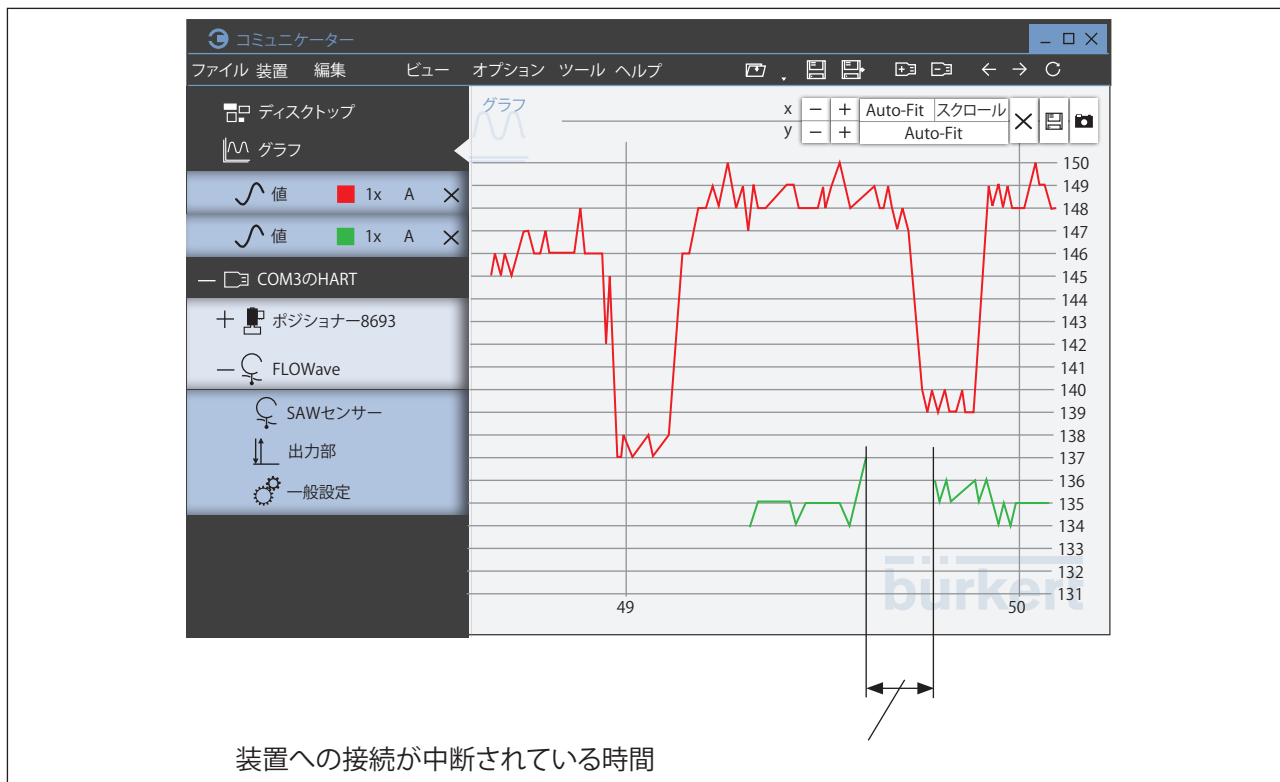 コミュニケーター
ファイル 装置 編集 ビュー オプション ツール ヘルプ
ディスクトップ
グラフ
値 1x A
値 1x A
COM3のHART
ポジショナー8693
FLOWave
SAWセンサー
出力部
一般設定
グラフ
x − + Auto-Fit スクロール
y − + Auto-Fit
150
149
148
147
146
145
144
143
142
141
140
139
138
137
136
135
134
133
132
131
bürkert
49 50
装置への接続が中断されている時間